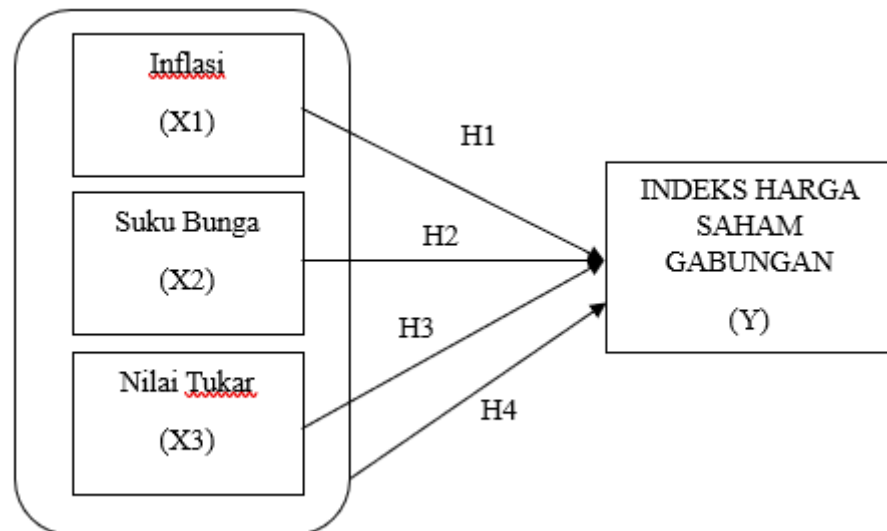 Inflasi
(X1)
H1
Suku Bunga
(X2)
H2
Nilai Tukar
(X3)
H3
H4
INDEKS HARGA
SAHAM
GABUNGAN
(Y)